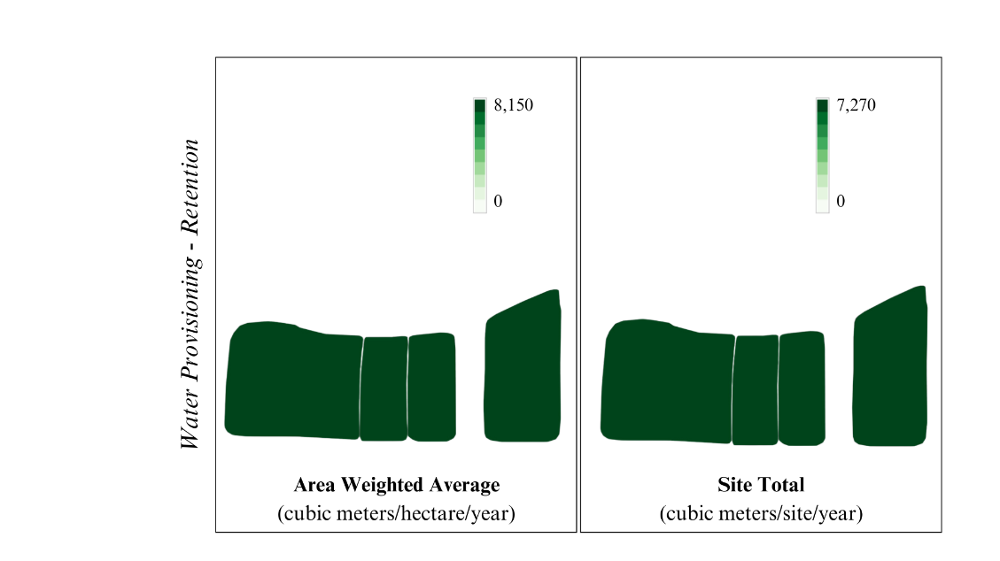 Water Provisioning - Retention
8,150
0
Area Weighted Average
(cubic meters/hectare/year)
7,270
0
Site Total
(cubic meters/site/year)